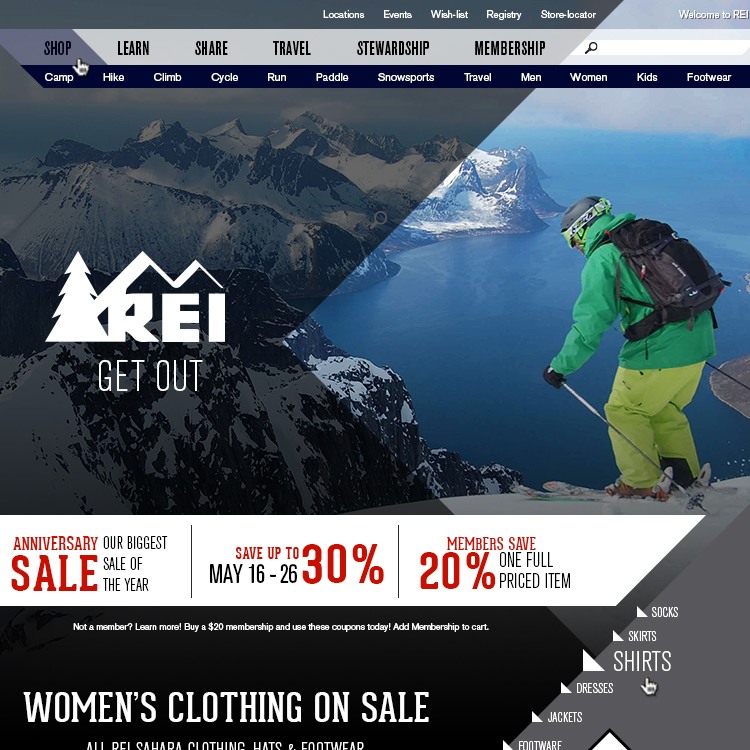 Locations Events Wish-list Registry Store-locator Welcome to REI
SHOP LEARN SHARE TRAVEL STEWARDSHIP MEMBERSHIP
Camp Hike Climb Cycle Run Paddle Snowsports Travel Men Women Kids Footwear
REI
GET OUT
ANNIVERSARY
SALE
OUR BIGGEST
SALE OF
THE YEAR
SAVE UP TO
MAY 16 - 26
30%
MEMBERS SAVE
20%
ONE FULL
PRICED ITEM
SOCKS
Not a member? Learn more! Buy a $20 membership and use these coupons today! Add Membership to cart.
SKIRTS
SHIRTS
DRESSES
WOMEN'S CLOTHING ON SALE
JACKETS
ALL REI SAHARA CLOTHING, HATS & FOOTWEAR
FOOTWARE